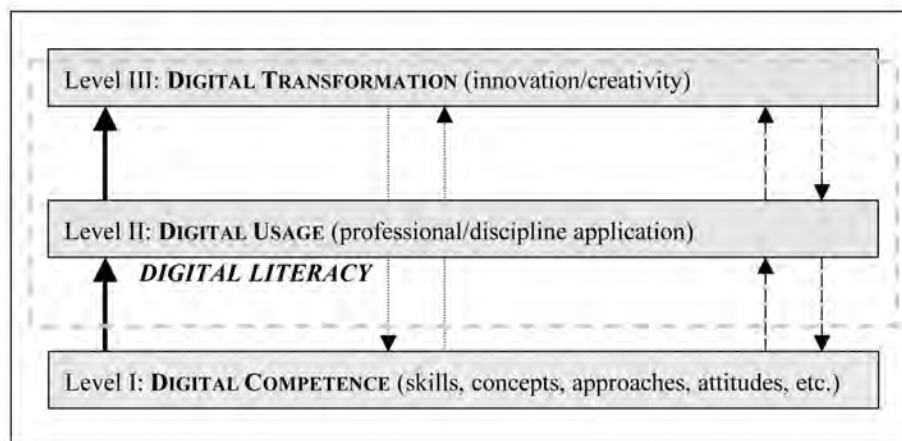 Level III: DIGITAL TRANSFORMATION (innovation/creativity)
Level II: DIGITAL USAGE (professional/discipline application)
DIGITAL LITERACY
Level I: DIGITAL COMPETENCE (skills, concepts, approaches, attitudes, etc.)